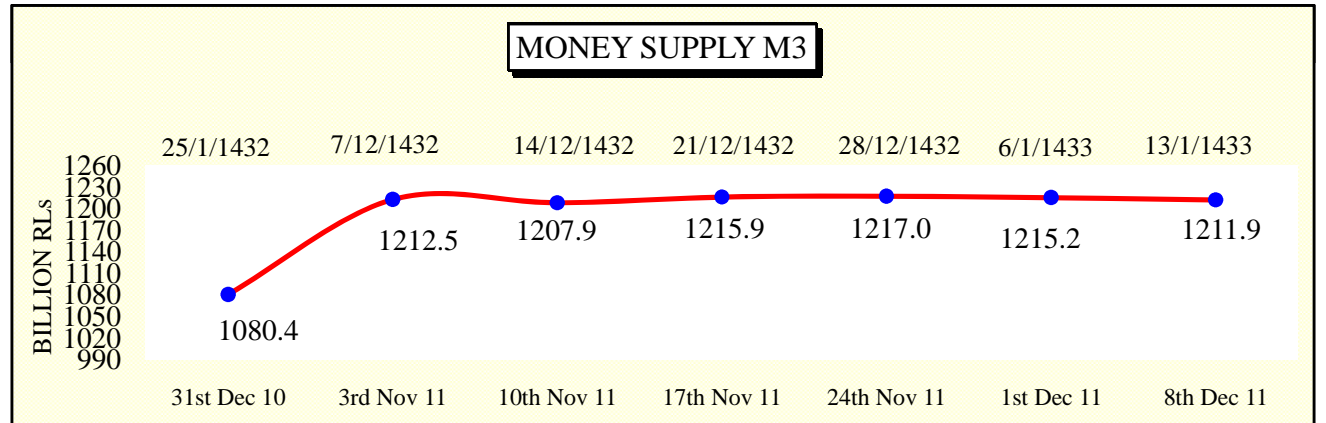 MONEY SUPPLY M3
25/1/1432 7/12/1432 14/12/1432 21/12/1432 28/12/1432 6/1/1433 13/1/1433
BILLION RLs
1260
1230
1200
1170
1140
1110
1080
1050
1020
990
1080.4 1212.5 1207.9 1215.9 1217.0 1215.2 1211.9
31st Dec 10 3rd Nov 11 10th Nov 11 17th Nov 11 24th Nov 11 1st Dec 11 8th Dec 11